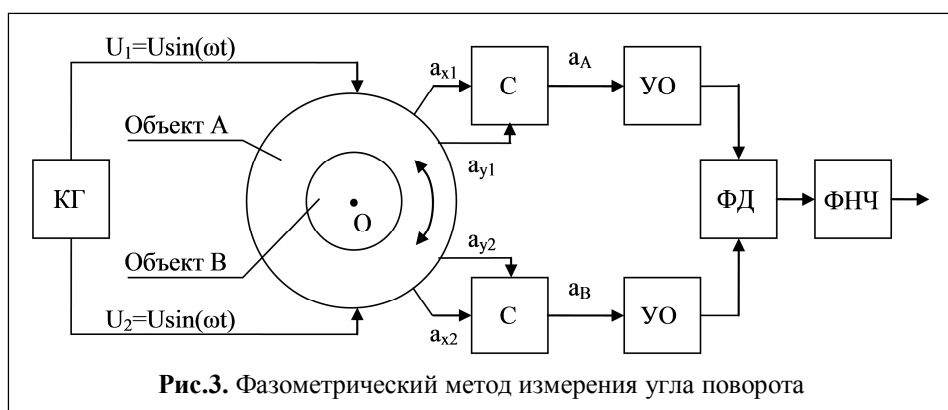 U₁=Usin(ωt)
Объект А
КГ
Объект В
U₂=Usin(ωt)
O
aₓ₁
a_y1
a_y2
aₓ₂
С
С
a_A
a_B
УО
УО
ФД
ФНЧ
Рис.3. Фазометрический метод измерения угла поворота